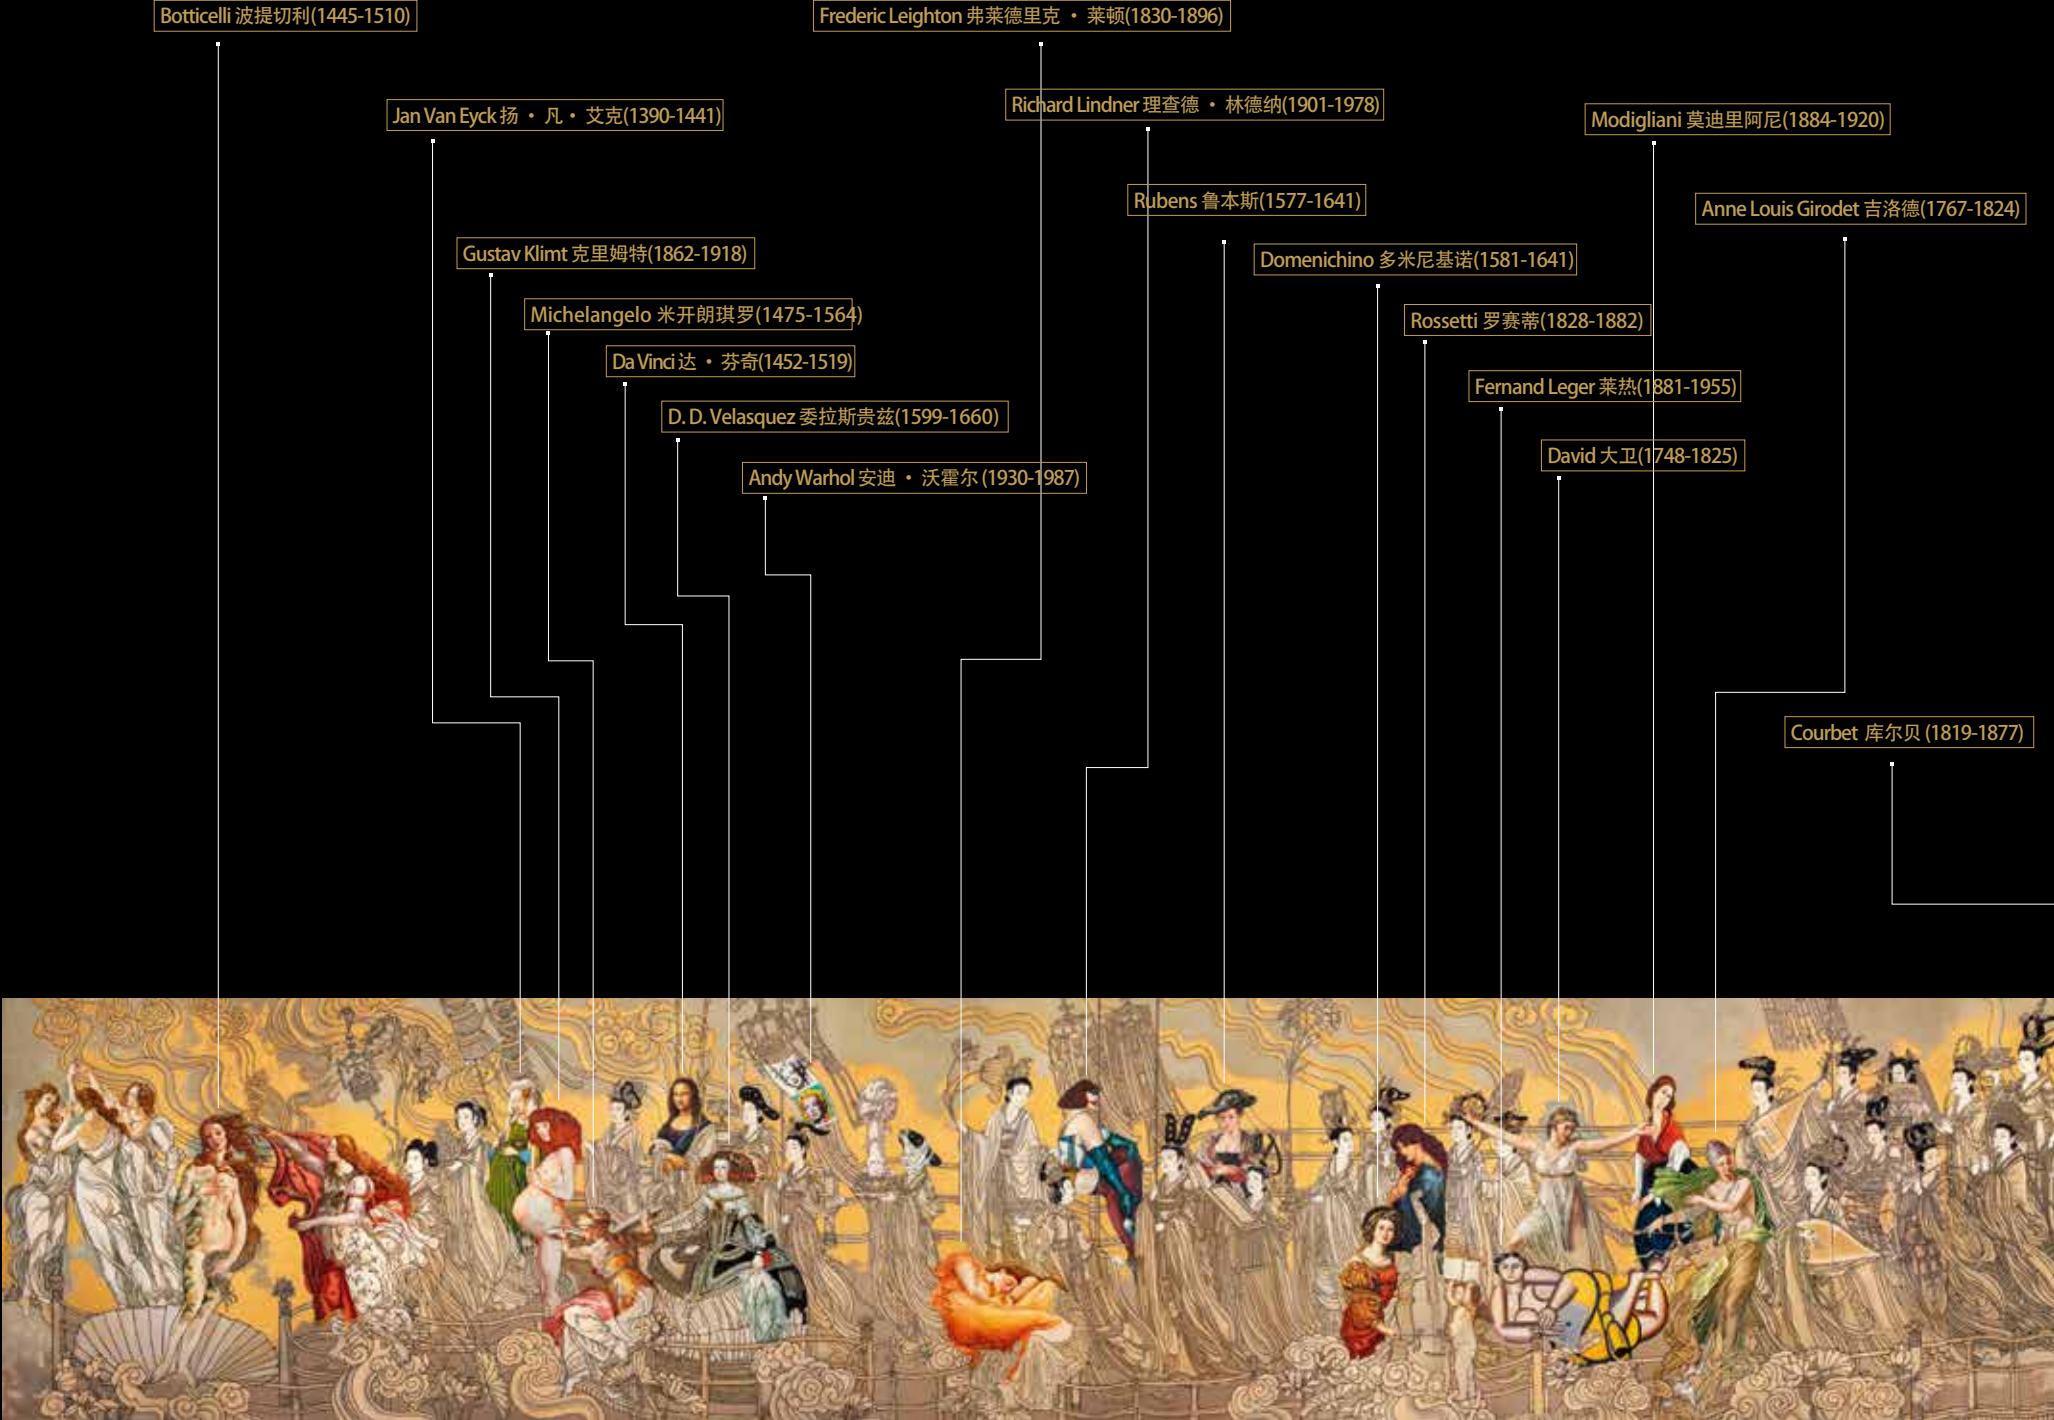 Botticelli 波提切利(1445-1510)
Frederic Leighton 弗莱德里克 • 莱顿(1830-1896)
Jan Van Eyck 扬 • 凡 • 艾克(1390-1441)
Richard Lindner 理查德 • 林德纳(1901-1978)
Modigliani 莫迪里阿尼(1884-1920)
Rubens 鲁本斯(1577-1641)
Anne Louis Girodet 吉洛德(1767-1824)
Gustav Klimt 克里姆特(1862-1918)
Domenichino 多米尼基诺(1581-1641)
Michelangelo 米开朗琪罗(1475-1564)
Rossetti 罗赛蒂(1828-1882)
Da Vinci 达 • 芬奇(1452-1519)
Fernand Leger 莱热(1881-1955)
D. D. Velasquez 委拉斯贵兹(1599-1660)
David 大卫(1748-1825)
Andy Warhol 安迪 • 沃霍尔 (1930-1987)
Courbet 库尔贝 (1819-1877)